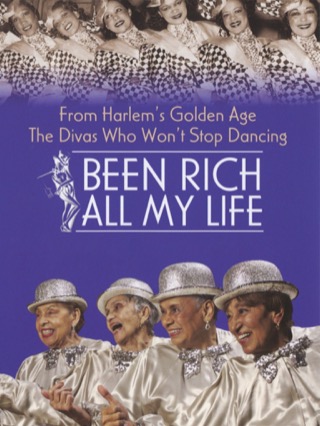 From Harlem's Golden Age
The Divas Who Won't Stop Dancing
BEEN RICH
ALL MY LIFE